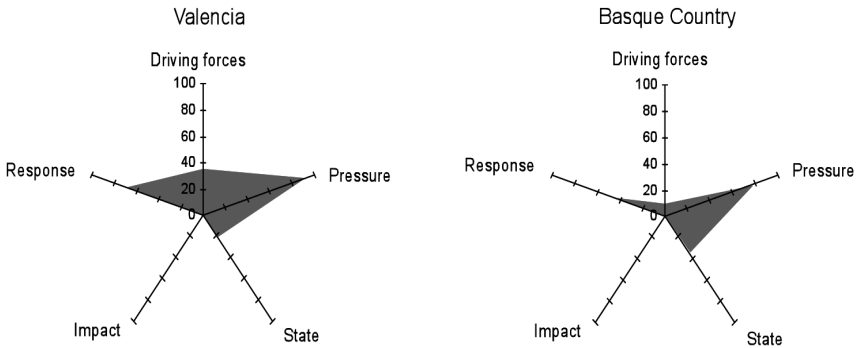 Valencia
Driving forces
100
80
60
40
20
0
Response
Pressure
Impact
State
Basque Country
Driving forces
100
80
60
40
20
0
Response
Pressure
Impact
State